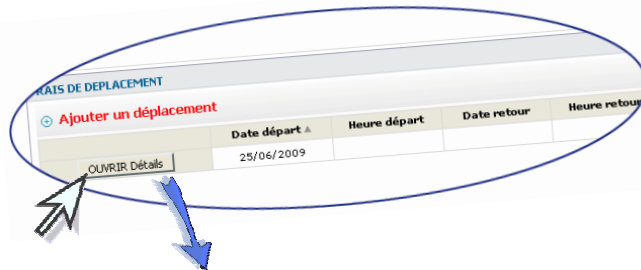 RAIS DE DEPLACEMENT
Ajouter un déplacement
Date départ Heure départ Date retour Heure retour
OUVRIR Détails 25/06/2009